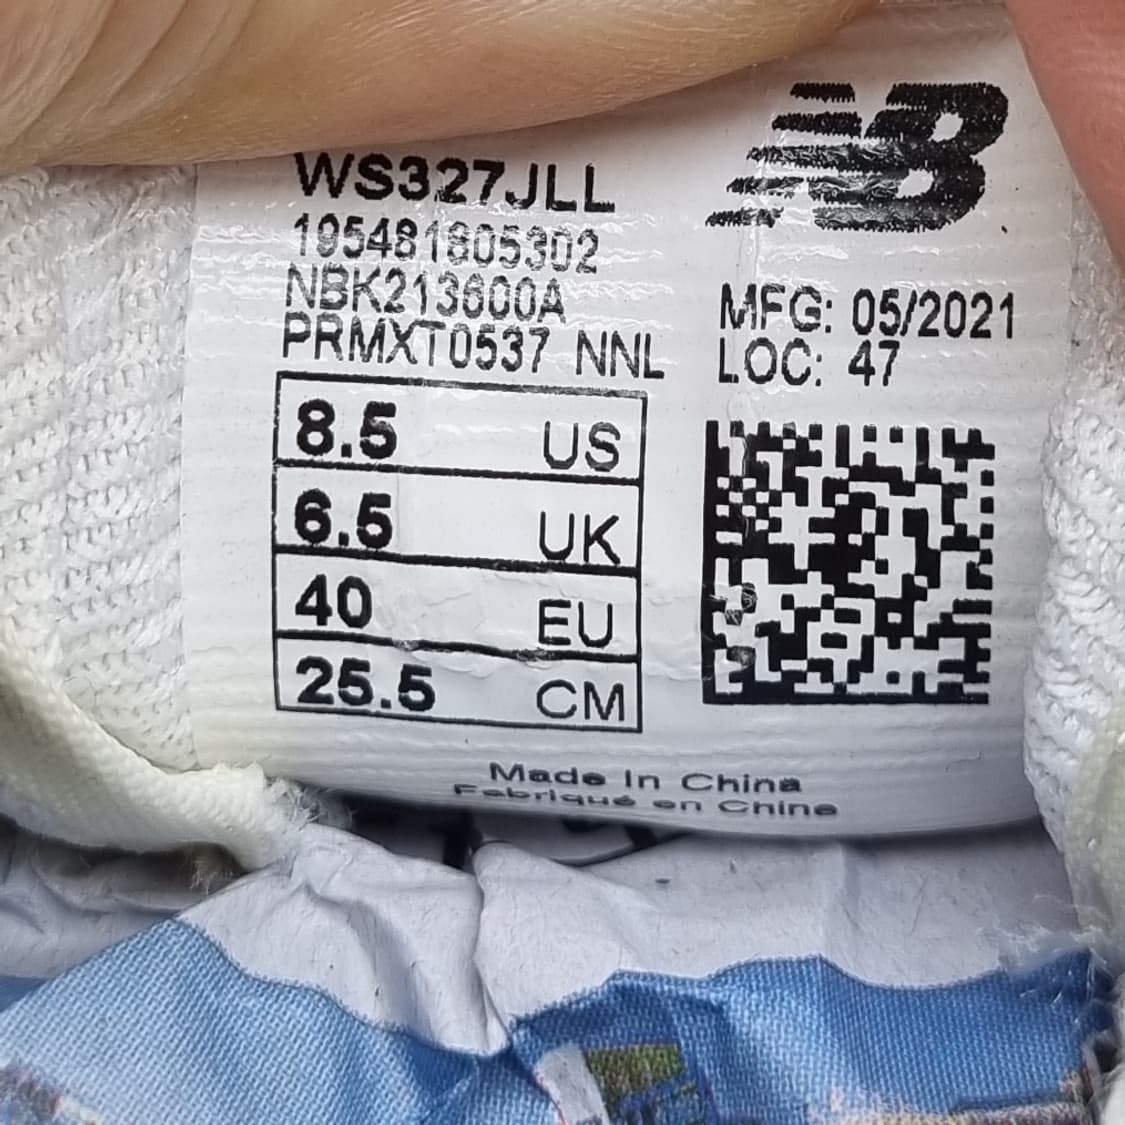 NB
WS327JLL
195481805302
NBK213600A
PRMXT0537 NNL
MFG: 05/2021
LOC: 47
8.5 US
6.5 UK
40 EU
25.5 CM
Made In China
Fabriqué en Chine